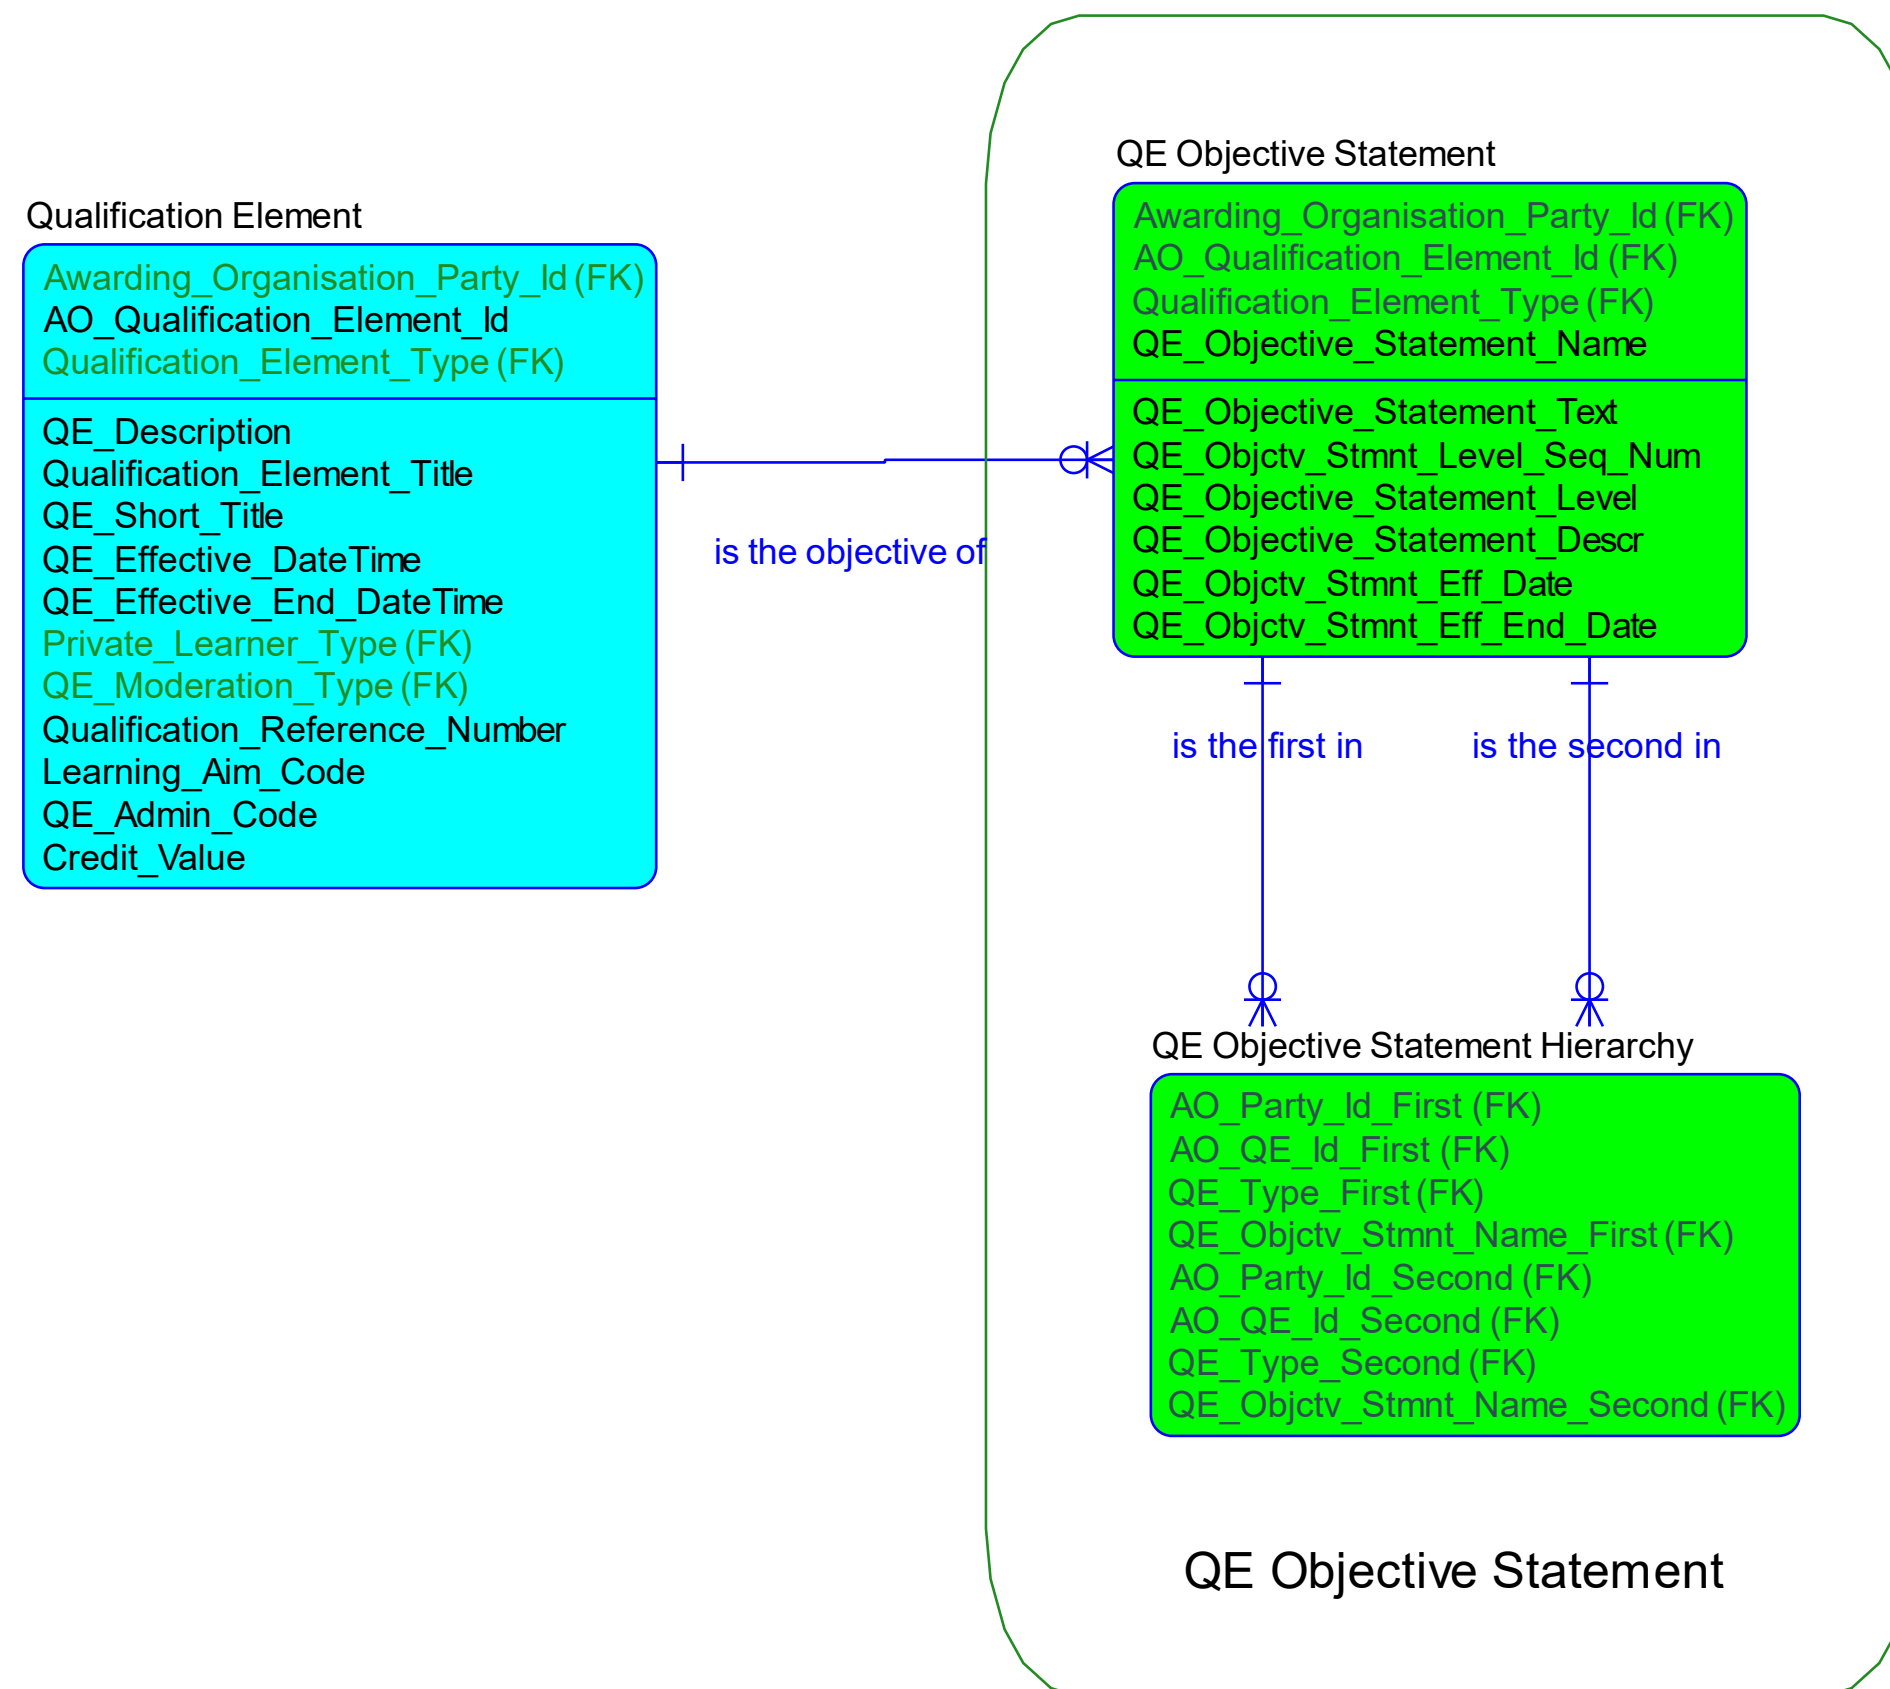 Qualification Element
Awarding_Organisation_Party_Id (FK)
AO_Qualification_Element_Id
Qualification_Element_Type (FK)
QE_Description
Qualification_Element_Title
QE_Short_Title
QE_Effective_DateTime
QE_Effective_End_DateTime
Private_Learner_Type (FK)
QE_Moderation_Type (FK)
Qualification_Reference_Number
Learning_Aim_Code
QE_Admin_Code
Credit_Value
is the objective of
QE Objective Statement
Awarding_Organisation_Party_Id (FK)
AO_Qualification_Element_Id (FK)
Qualification_Element_Type (FK)
QE_Objective_Statement_Name
QE_Objective_Statement_Text
QE_Objctv_Stmnt_Level_Seq_Num
QE_Objective_Statement_Level
QE_Objective_Statement_Descr
QE_Objctv_Stmnt_Eff_Date
QE_Objctv_Stmnt_Eff_End_Date
is the first in
is the second in
QE Objective Statement Hierarchy
AO_Party_Id_First (FK)
AO_QE_Id_First (FK)
QE_Type_First (FK)
QE_Objctv_Stmnt_Name_First (FK)
AO_Party_Id_Second (FK)
AO_QE_Id_Second (FK)
QE_Type_Second (FK)
QE_Objctv_Stmnt_Name_Second (FK)
QE Objective Statement